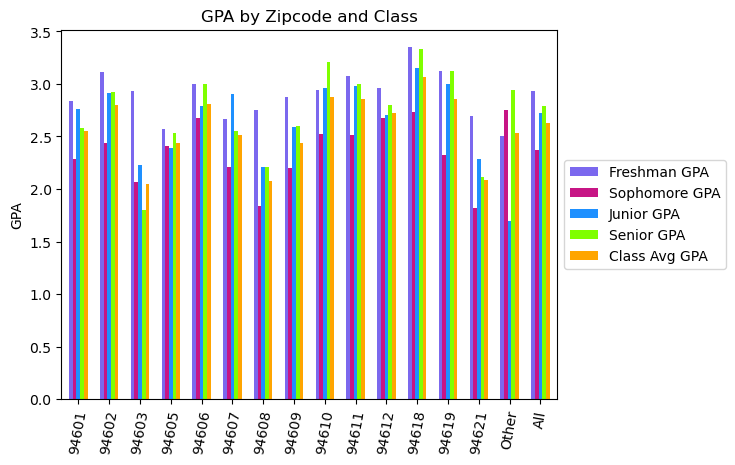 GPA by Zipcode and Class
3.5
3.0
2.5
2.0
1.5
1.0
0.5
0.0
GPA
94601
94602
94603
94605
94606
94607
94608
94609
94610
94611
94612
94618
94619
94621
Other
All
Freshman GPA
Sophomore GPA
Junior GPA
Senior GPA
Class Avg GPA